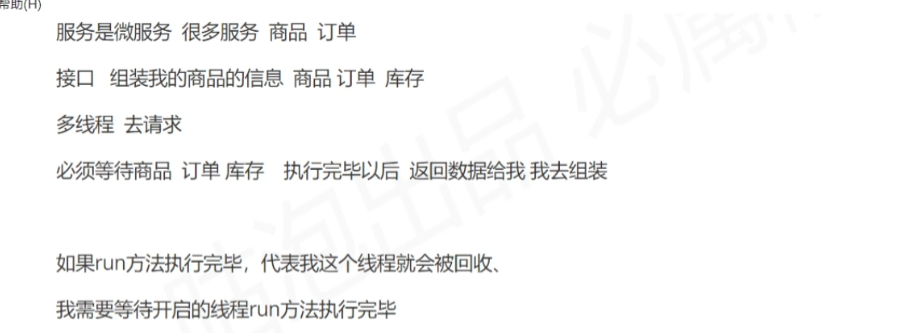 帮助(H)
服务是微服务 很多服务 商品 订单
接口 组装我的商品的信息 商品 订单 库存
多线程 去请求
必须等待商品 订单 库存 执行完毕以后 返回数据给我 我去组装
如果run方法执行完毕，代表我这个线程就会被回收、
我需要等待开启的线程run方法执行完毕